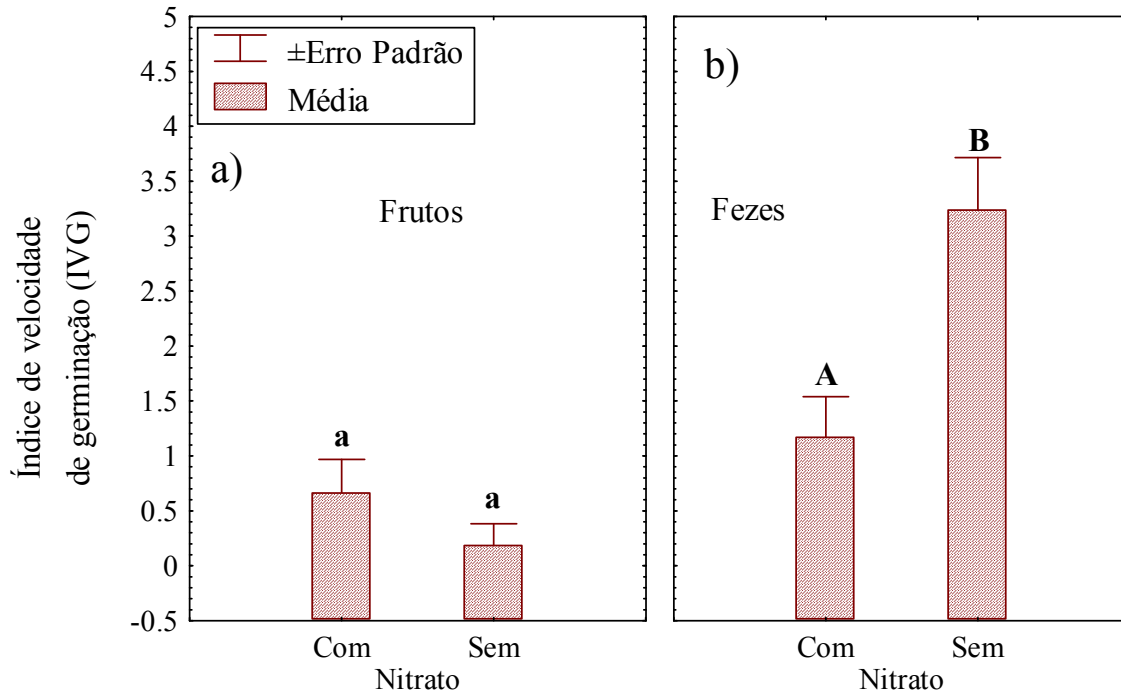 Índice de velocidade
de germinação (IVG)
5
4.5
4
3.5
3
2.5
2
1.5
1
0.5
0
-0.5
±Erro Padrão
Média
a)
Frutos
a
a
Com
Sem
Nitrato
b)
Fezes
A
B
Com
Sem
Nitrato